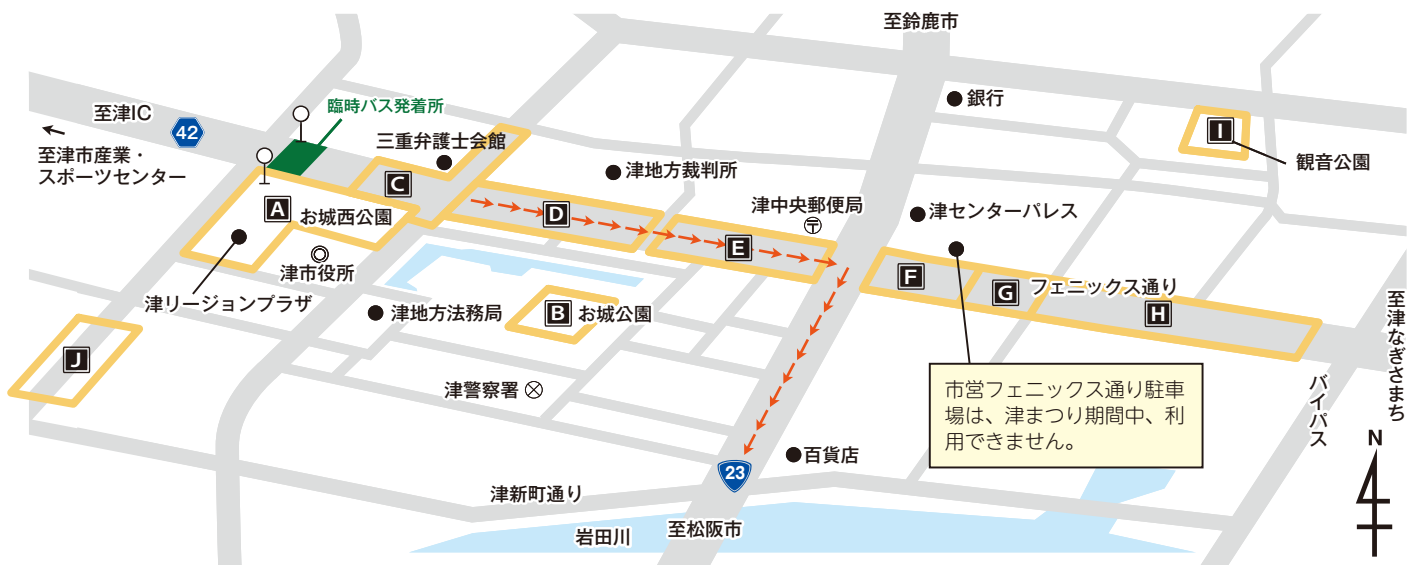 至鈴鹿市
銀行
臨時バス発着所
至津IC
42
至津市産業・
スポーツセンター
三重弁護士会館
I
観音公園
C
津地方裁判所
A
お城西公園
D
津中央郵便局
〒
津センターパレス
E
津市役所
F
G
フェニックス通り
H
津リージョンプラザ
津地方法務局
B
お城公園
至津なぎさまち
J
津警察署
市営フェニックス通り駐車
場は、津まつり期間中、利
用できません。
バイパス
N
百貨店
23
津新町通り
岩田川
至松阪市